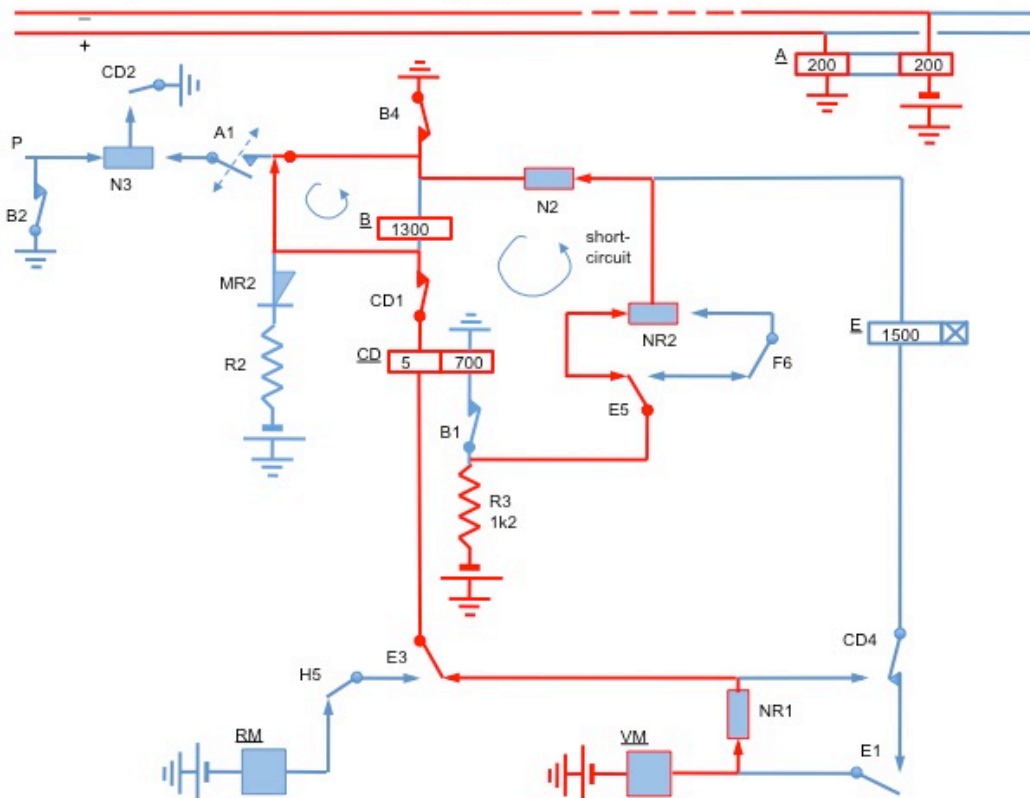 –
+
A
200
200
CD2
B4
P
A1
N3
N2
B2
B
1300
short-
circuit
MR2
CD1
NR2
E
1500
CD
5
700
R2
F6
E5
B1
R3
1k2
CD4
E3
H5
NR1
RM
VM
E1